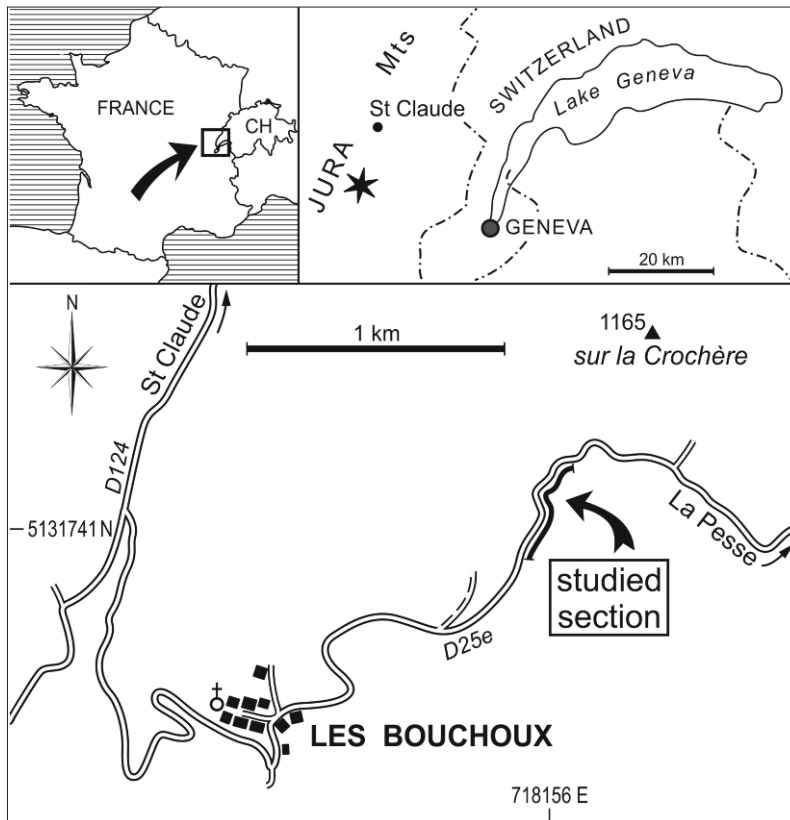 FRANCE
CH
JURA
Mts
St Claude
SWITZERLAND
Lake Geneva
GENEVA
20 km
N
St Claude
1 km
1165
sur la Crochère
D124
5131741 N
La Pesse
studied
section
D25e
LES BOUCHOUX
718156 E